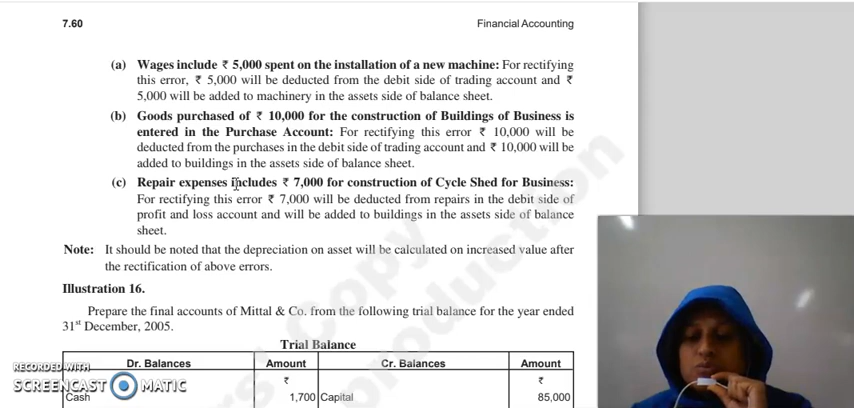 7.60 Financial Accounting
(a) Wages include ₹ 5,000 spent on the installation of a new machine: For rectifying
this error, ₹ 5,000 will be deducted from the debit side of trading account and ₹
5,000 will be added to machinery in the assets side of balance sheet.
(b) Goods purchased of ₹ 10,000 for the construction of Buildings of Business is
entered in the Purchase Account: For rectifying this error ₹ 10,000 will be
deducted from the purchases in the debit side of trading account and ₹ 10,000 will be
added to buildings in the assets side of balance sheet.
(c) Repair expenses includes ₹ 7,000 for construction of Cycle Shed for Business:
For rectifying this error ₹ 7,000 will be deducted from repairs in the debit side of
profit and loss account and will be added to buildings in the assets side of balance
sheet.
Note: It should be noted that the depreciation on asset will be calculated on increased value after
the rectification of above errors.
Illustration 16.
Prepare the final accounts of Mittal & Co. from the following trial balance for the year ended
31st December, 2005.
Trial Balance
Dr. Balances Amount Cr. Balances Amount
₹ ₹
Cash 1,700 Capital 85,000
RECORDED WITH
SCREENCAST MATIC